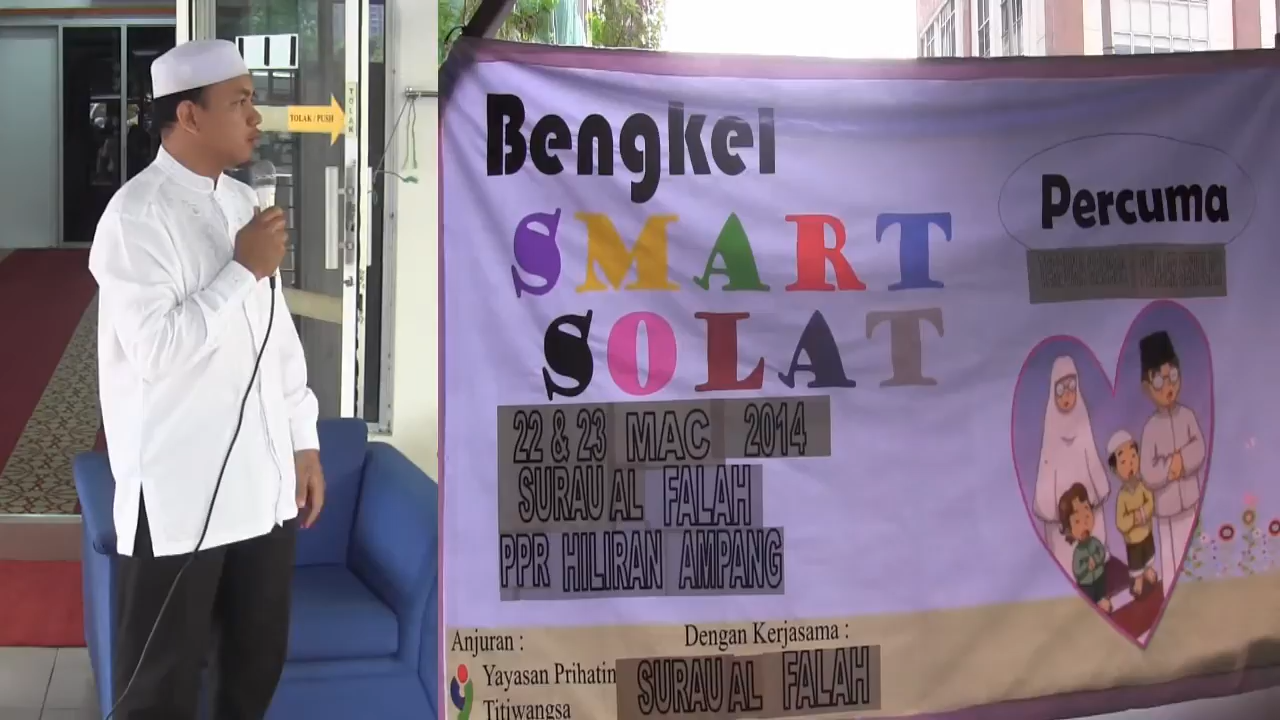 TOLAK / PUSH
TOLAK
Bengkel
SMART
SOLAT
Percuma
22 & 23 MAC 2014
SURAU AL FALAH
PPR HILIRAN AMPANG
Anjuran :
Yayasan Prihatin
Titiwangsa
Dengan Kerjasama :
SURAU AL FALAH